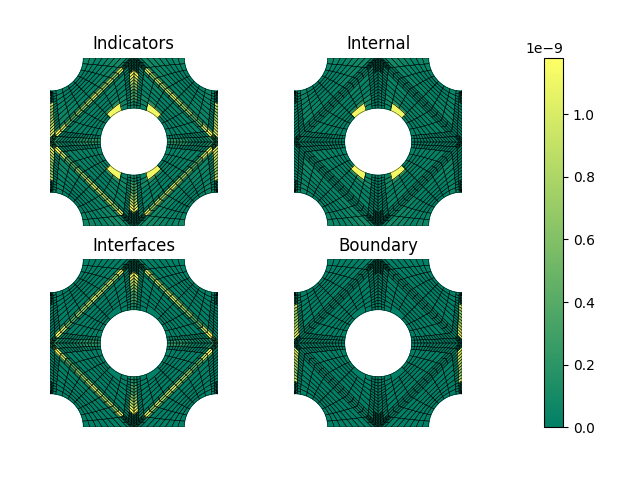 Indicators
Internal
1e−9
1.0
0.8
0.6
0.4
0.2
0.0
Interfaces
Boundary